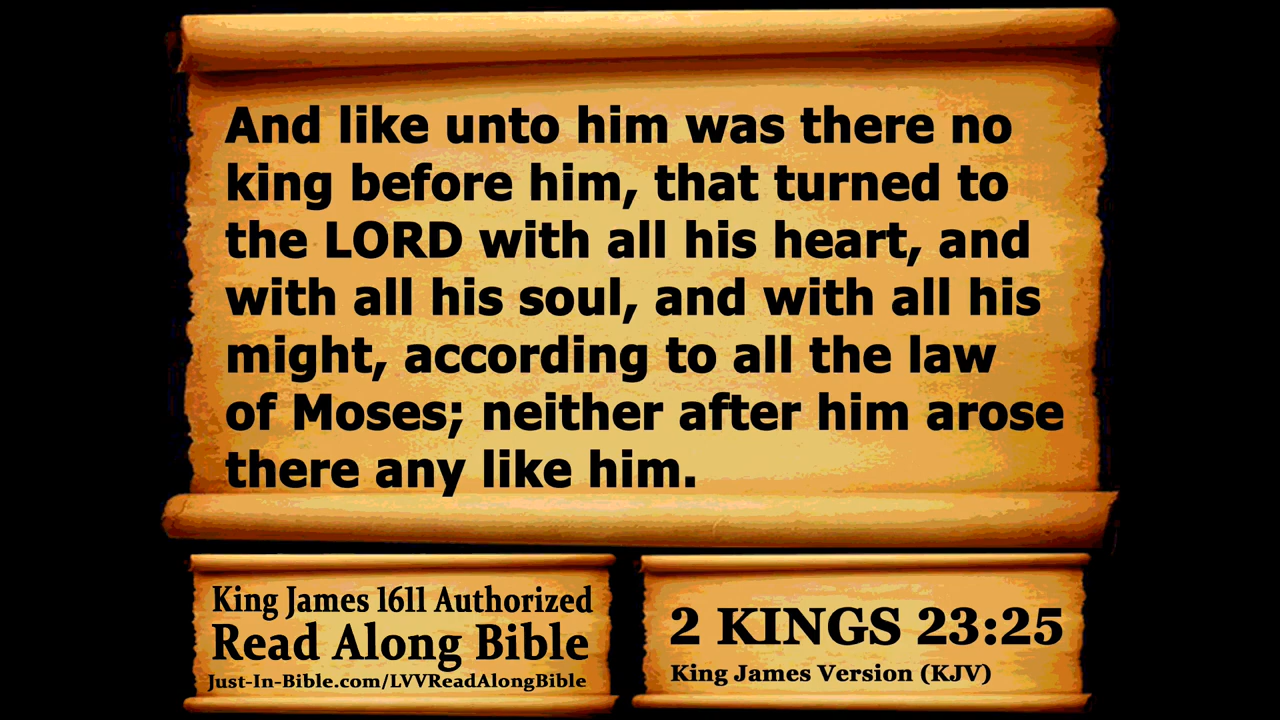 And like unto him was there no
king before him, that turned to
the LORD with all his heart, and
with all his soul, and with all his
might, according to all the law
of Moses; neither after him arose
there any like him.
King James 1611 Authorized
Read Along Bible
Just-In-Bible.com/LVVReadAlongBible
2 KINGS 23:25
King James Version (KJV)